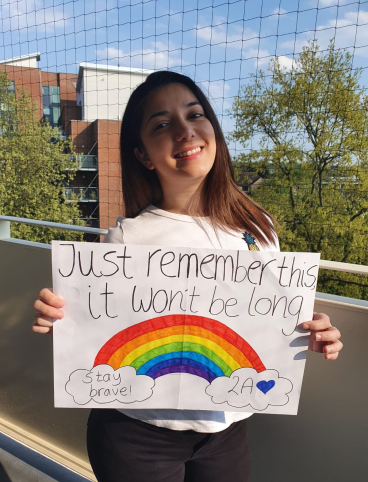 Just remember this,
it won't be long
Stay
brave!
2A